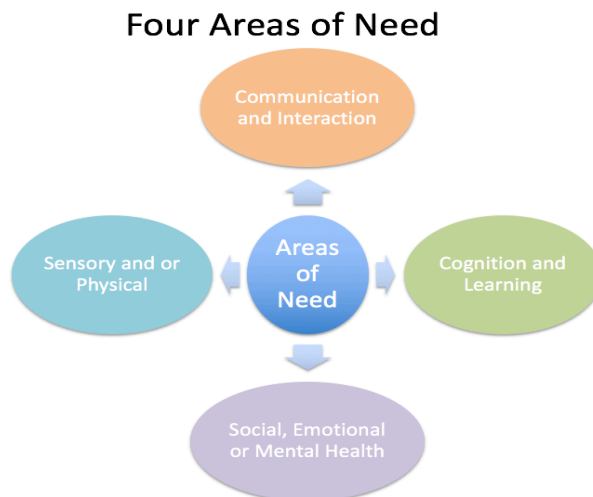 Four Areas of Need
Communication
and Interaction
Sensory and or
Physical
Areas
of
Need
Cognition and
Learning
Social, Emotional
or Mental Health